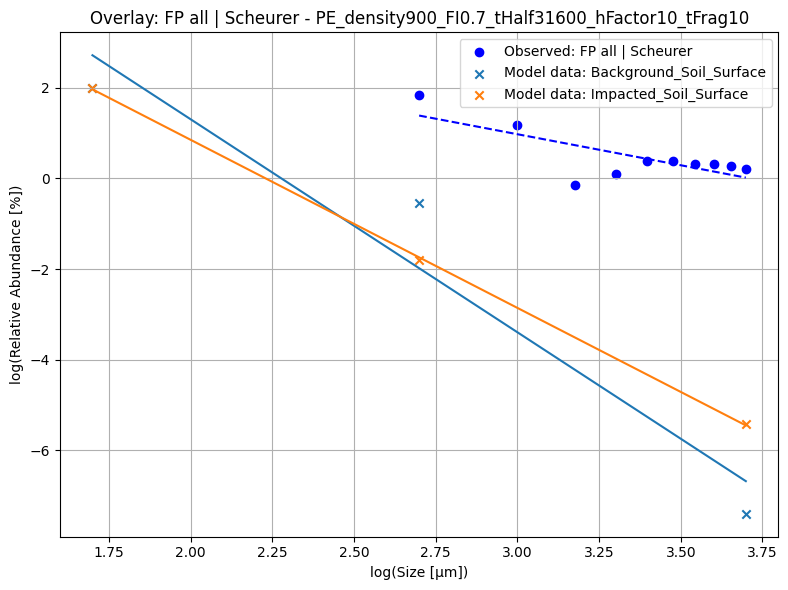 Overlay: FP all | Scheurer - PE_density900_FI0.7_tHalf31600_hFactor10_tFrag10
Observed: FP all | Scheurer
Model data: Background_Soil_Surface
Model data: Impacted_Soil_Surface
log(Relative Abundance [%])
2
0
−2
−4
−6
1.75 2.00 2.25 2.50 2.75 3.00 3.25 3.50 3.75
log(Size [μm])